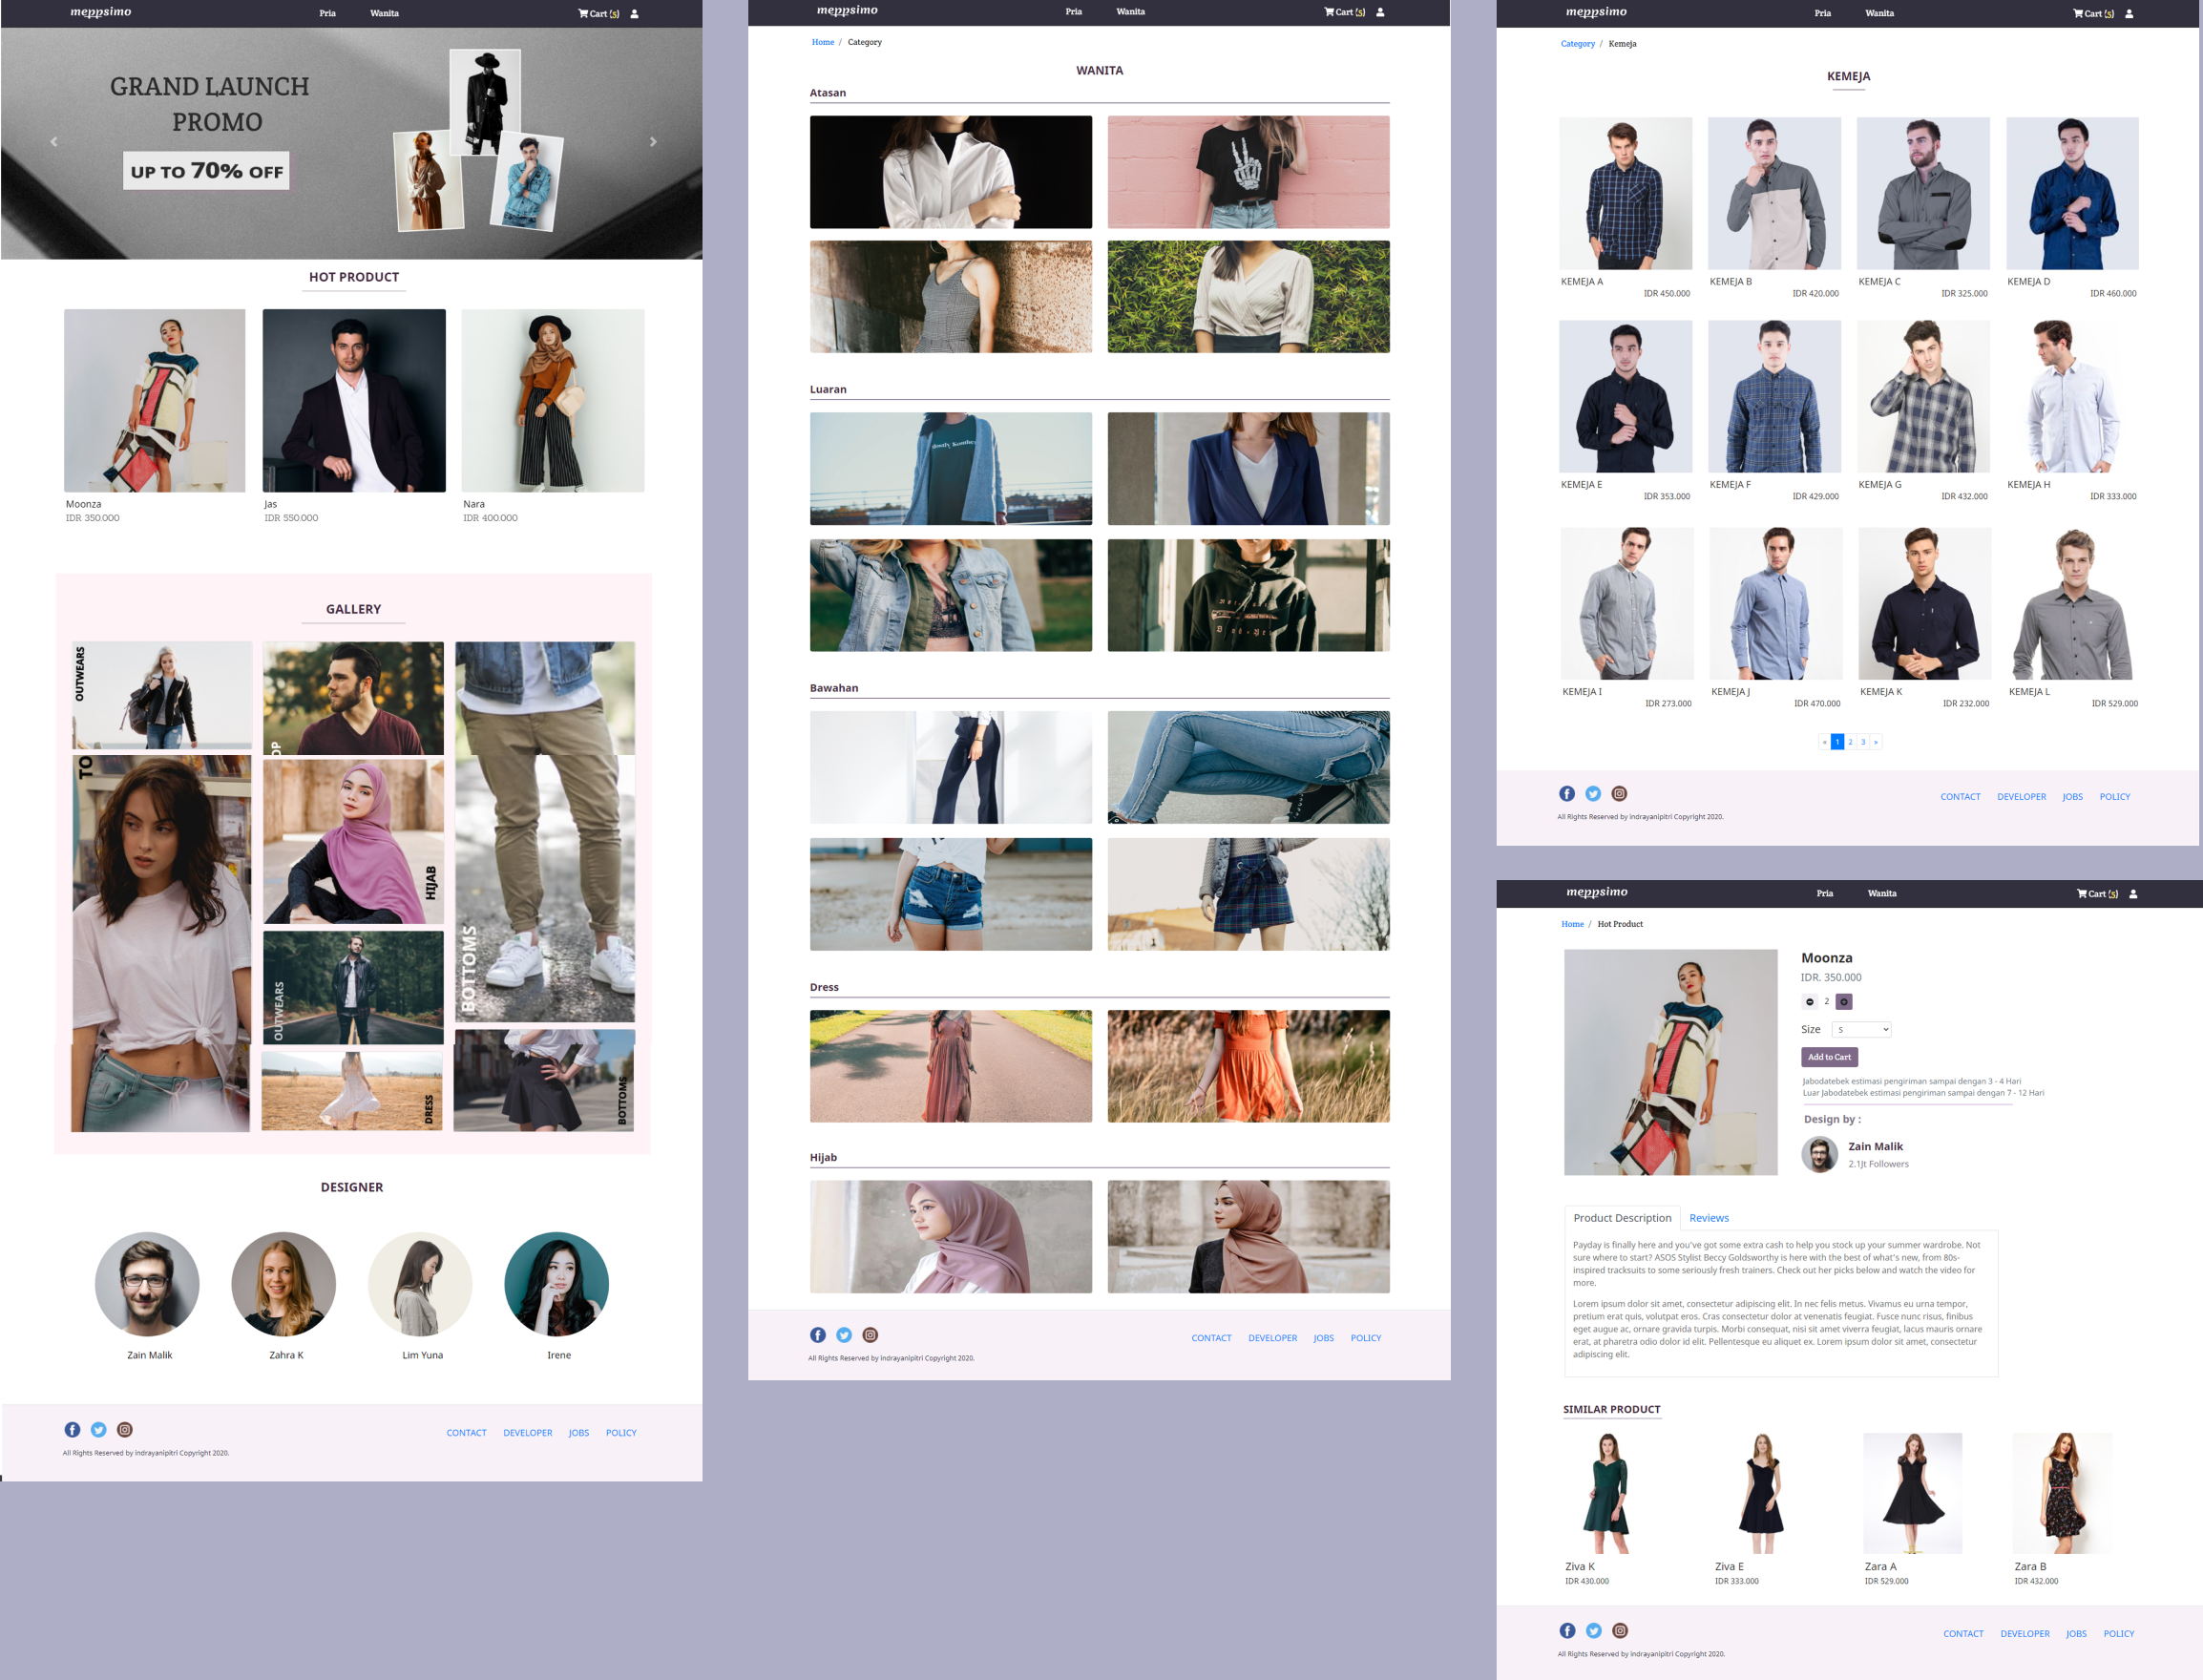 meppsimo
Pria
Wanita
Cart (5)
GRAND LAUNCH
PROMO
UP TO 70% OFF
HOT PRODUCT
Moonza
IDR 350.000
Jas
IDR 550.000
Nara
IDR 400.000
GALLERY
OUTWEARS
TO
OP
HIJAB
OUTWEARS
DRESS
BOTTOMS
BOTTOMS
DESIGNER
Zain Malik
Zahra K
Lim Yuna
Irene
CONTACT
DEVELOPER
JOBS
POLICY
All Rights Reserved by indrayanipitri Copyright 2020.
meppsimo
Pria
Wanita
Cart (5)
Home / Category
WANITA
Atasan
Luaran
Bawahan
Dress
Hijab
CONTACT
DEVELOPER
JOBS
POLICY
All Rights Reserved by indrayanipitri Copyright 2020.
meppsimo
Pria
Wanita
Cart (5)
Category / Kemeja
KEMEJA
KEMEJA A
IDR 450.000
KEMEJA B
IDR 420.000
KEMEJA C
IDR 325.000
KEMEJA D
IDR 460.000
KEMEJA E
IDR 353.000
KEMEJA F
IDR 429.000
KEMEJA G
IDR 432.000
KEMEJA H
IDR 333.000
KEMEJA I
IDR 273.000
KEMEJA J
IDR 470.000
KEMEJA K
IDR 232.000
KEMEJA L
IDR 529.000
« 1 2 3 »
CONTACT
DEVELOPER
JOBS
POLICY
All Rights Reserved by indrayanipitri Copyright 2020.
meppsimo
Pria
Wanita
Cart (5)
Home / Hot Product
Moonza
IDR. 350.000
2
Size
S
Add to Cart
Jabodatebek estimasi pengiriman sampai dengan 3 - 4 Hari
Luar Jabodatebek estimasi pengiriman sampai dengan 7 - 12 Hari
Design by :
Zain Malik
2.1Jt Followers
Product Description
Reviews
Payday is finally here and you've got some extra cash to help you stock up your summer wardrobe. Not
sure where to start? ASOS Stylist Beccy Goldsworthy is here with the best of what's new, from 80s-
inspired tracksuits to some seriously fresh trainers. Check out her picks below and watch the video for
more.
Lorem ipsum dolor sit amet, consectetur adipiscing elit. In nec felis metus. Vivamus eu urna tempor,
pretium erat quis, volutpat eros. Cras consectetur dolor at venenatis feugiat. Fusce nunc risus, finibus
eget augue ac, ornare gravida turpis. Morbi consequat, nisi sit amet viverra feugiat, lacus mauris ornare
erat, at pharetra odio dolor id elit. Pellentesque eu aliquet ex. Lorem ipsum dolor sit amet, consectetur
adipiscing elit.
SIMILAR PRODUCT
Ziva K
IDR 430.000
Ziva E
IDR 333.000
Zara A
IDR 529.000
Zara B
IDR 432.000
CONTACT
DEVELOPER
JOBS
POLICY
All Rights Reserved by indrayanipitri Copyright 2020.